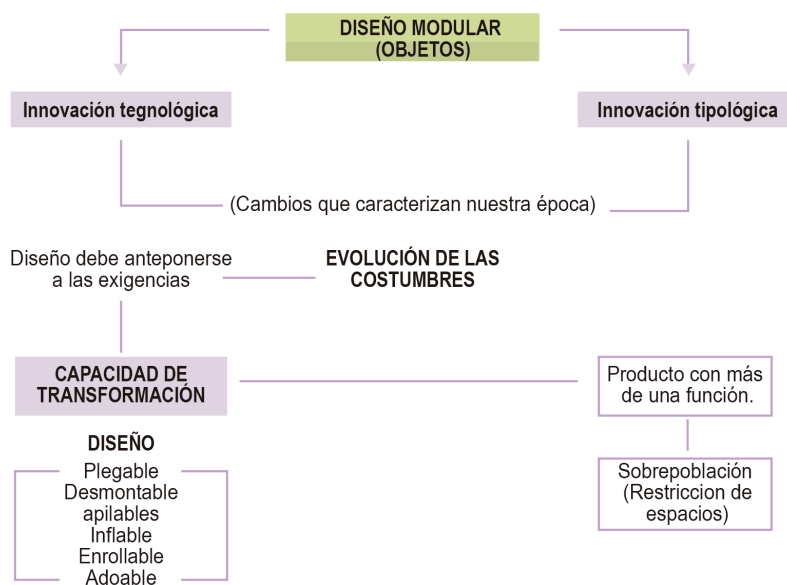 DISEÑO MODULAR
(OBJETOS)
Innovación tegnológica
Innovación tipológica
(Cambios que caracterizan nuestra época)
Diseño debe anteponerse
a las exigencias
EVOLUCIÓN DE LAS
COSTUMBRES
CAPACIDAD DE
TRANSFORMACIÓN
Producto con más
de una función.
DISEÑO
Plegable
Desmontable
apilables
Inflable
Enrollable
Adoable
Sobrepoblación
(Restriccion de
espacios)